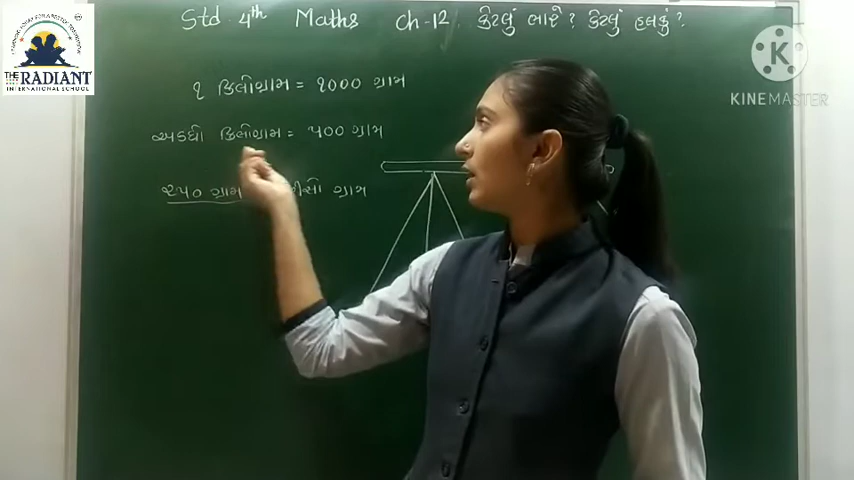 Std 4th Maths Ch-12. કેટલું ભારે? કેટલું હલકું?
THE RADIANT
INTERNATIONAL SCHOOL
KINEMASTER
૧ કિલોગ્રામ = ૧૦૦૦ ગ્રામ
અડધી કિલોગ્રામ = ૫૦૦ ગ્રામ
૨૫૦ ગ્રામ ગ્રામ